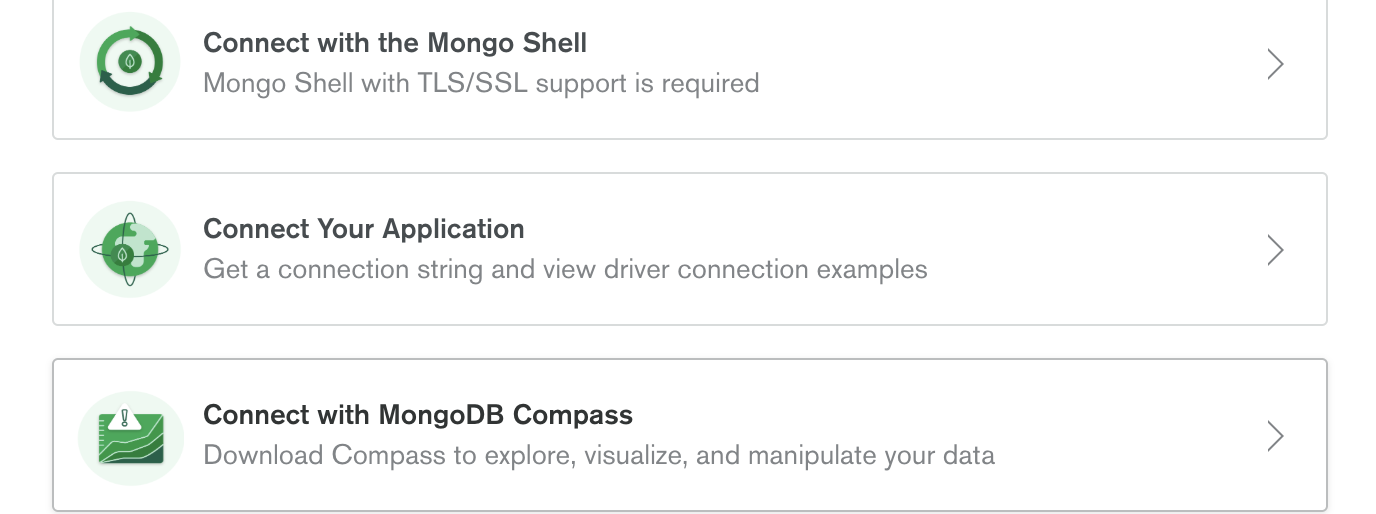 Connect with the Mongo Shell
Mongo Shell with TLS/SSL support is required
Connect Your Application
Get a connection string and view driver connection examples
Connect with MongoDB Compass
Download Compass to explore, visualize, and manipulate your data